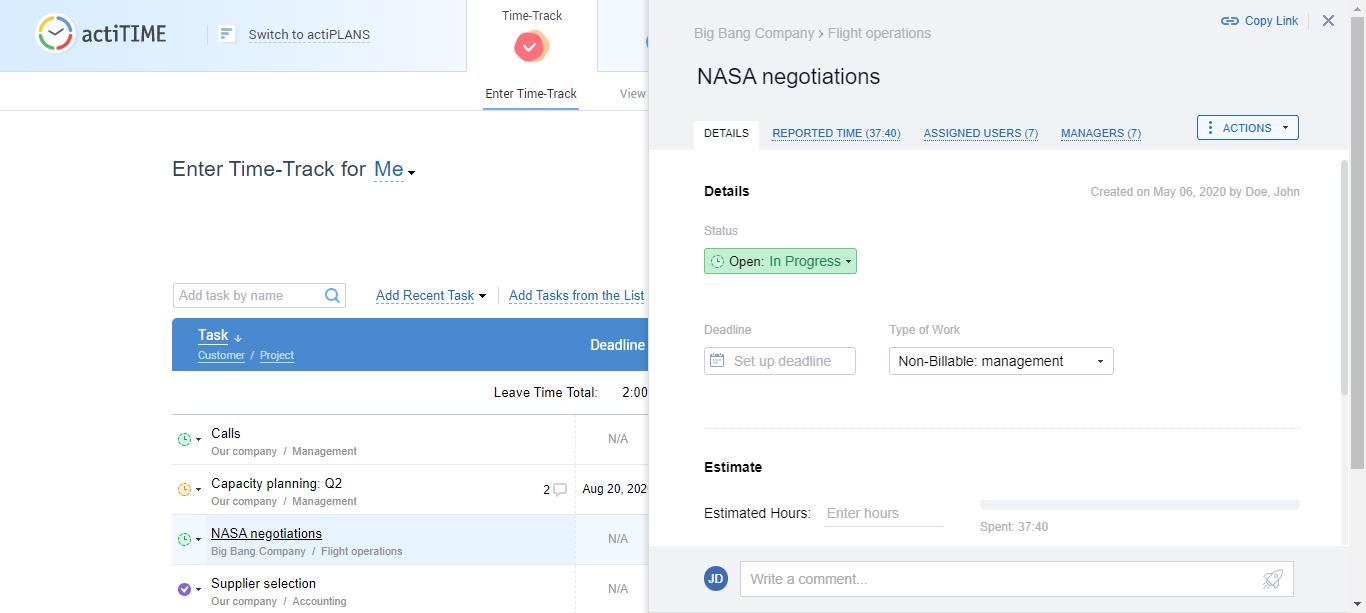 actiTIME
Switch to actiPLANS
Time-Track
Enter Time-Track
View
Enter Time-Track for Me
Add task by name
Add Recent Task
Add Tasks from the List
Task
Customer / Project
Deadline
Leave Time Total: 2:00
Calls
Our company / Management
N/A
Capacity planning: Q2
Our company / Management
2
Aug 20, 202
NASA negotiations
Big Bang Company / Flight operations
N/A
Supplier selection
Our company / Accounting
N/A
Copy Link
Big Bang Company › Flight operations
NASA negotiations
DETAILS
REPORTED TIME (37:40)
ASSIGNED USERS (7)
MANAGERS (7)
ACTIONS
Details
Created on May 06, 2020 by Doe, John
Status
Open: In Progress
Deadline
Type of Work
Set up deadline
Non-Billable: management
Estimate
Estimated Hours: Enter hours
Spent: 37:40
JD
Write a comment...